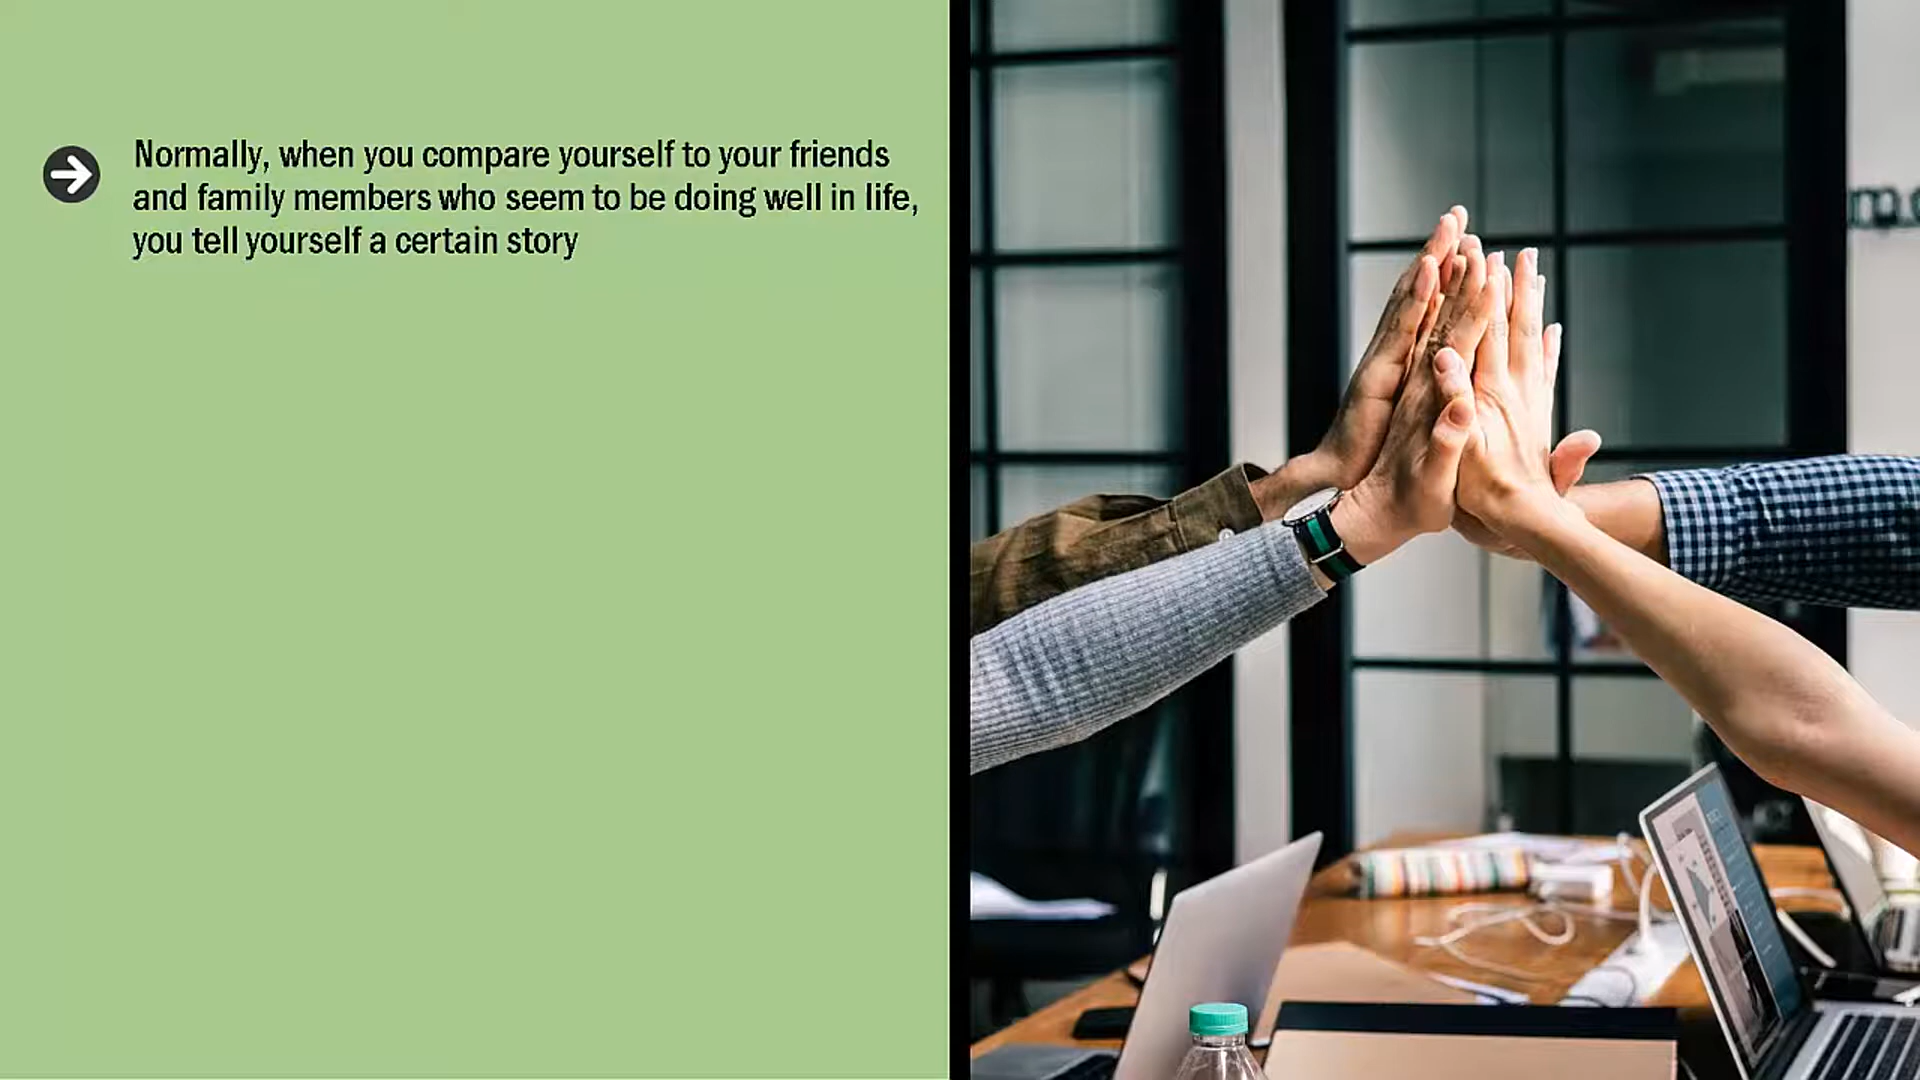 Normally, when you compare yourself to your friends
and family members who seem to be doing well in life,
you tell yourself a certain story